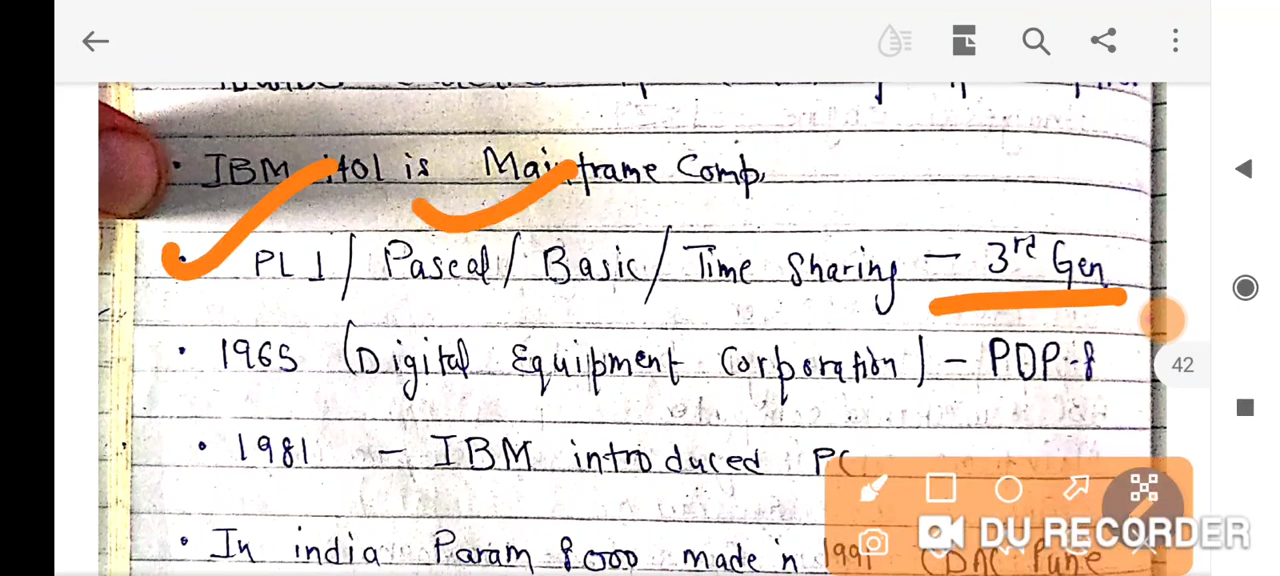 • IBM 1401 is Mainframe Comp.
• PL 1 / Pascal / Basic / Time Sharing — 3rd Gen
• 1965 (Digital Equipment Corporation) - PDP-8
42
• 1981 - IBM introduced PC
DU RECORDER
• In india Param 8000 made in 1991 CDAC Pune